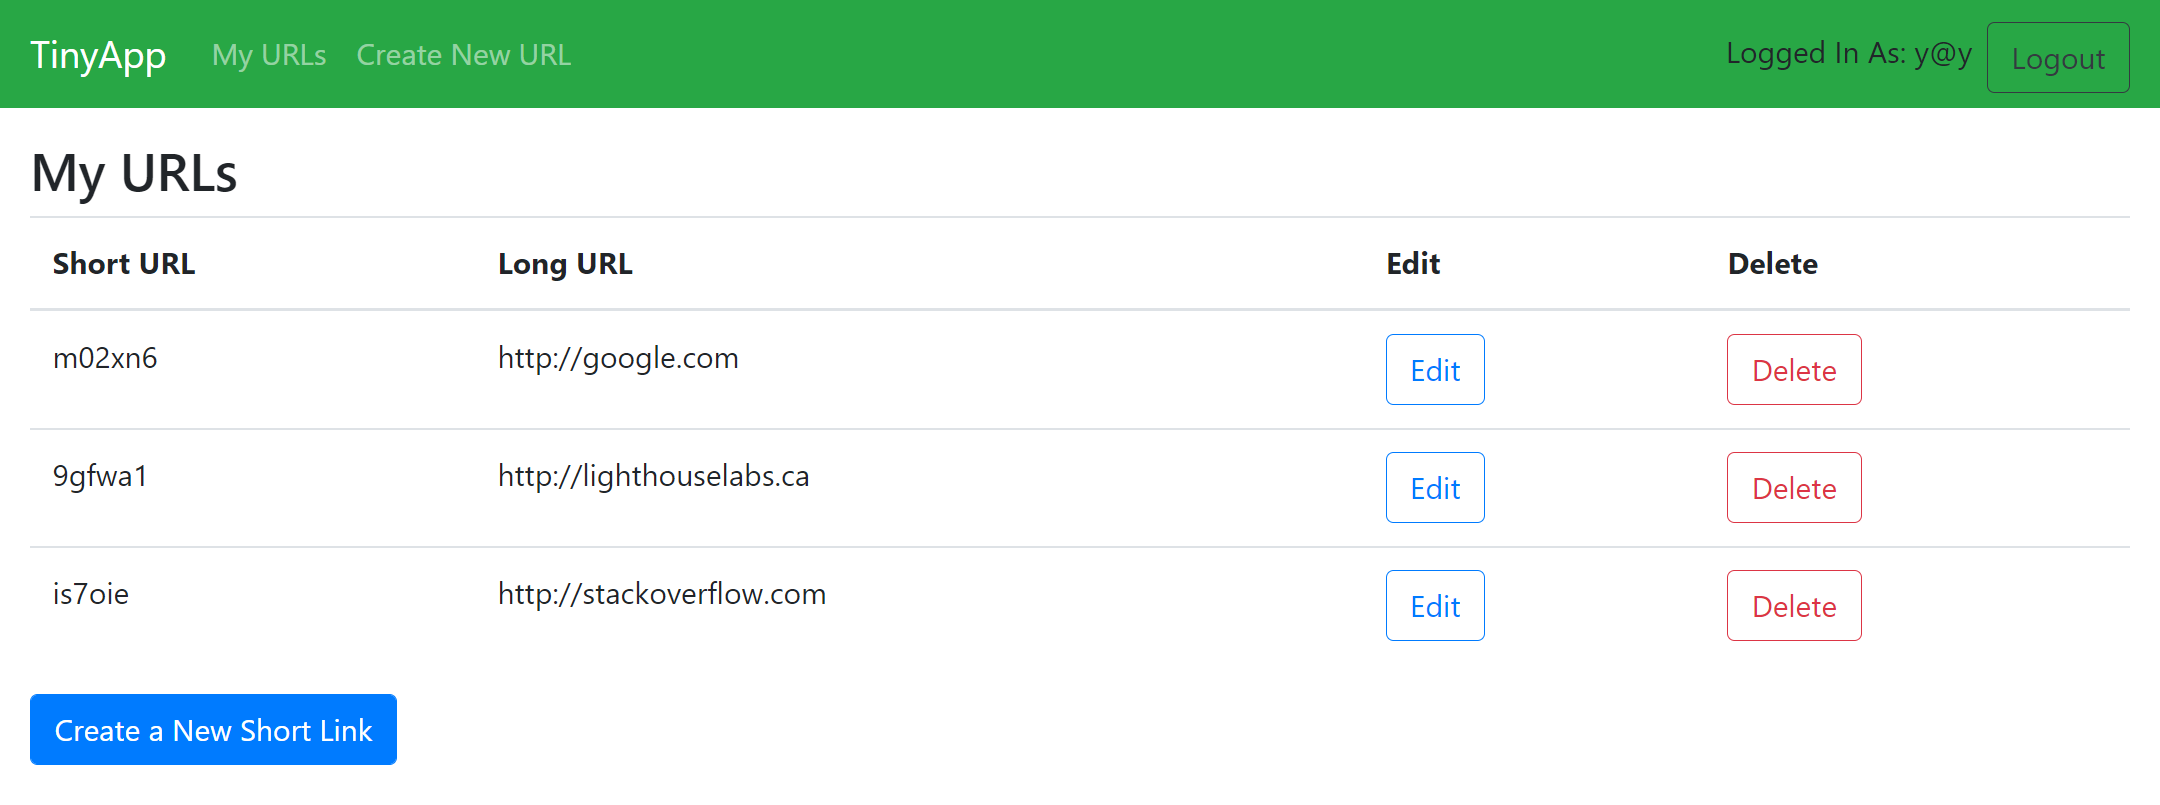 TinyApp My URLs Create New URL Logged In As: y@y Logout
My URLs
Short URL Long URL Edit Delete
m02xn6 http://google.com Edit Delete
9gfwa1 http://lighthouselabs.ca Edit Delete
is7oie http://stackoverflow.com Edit Delete
Create a New Short Link